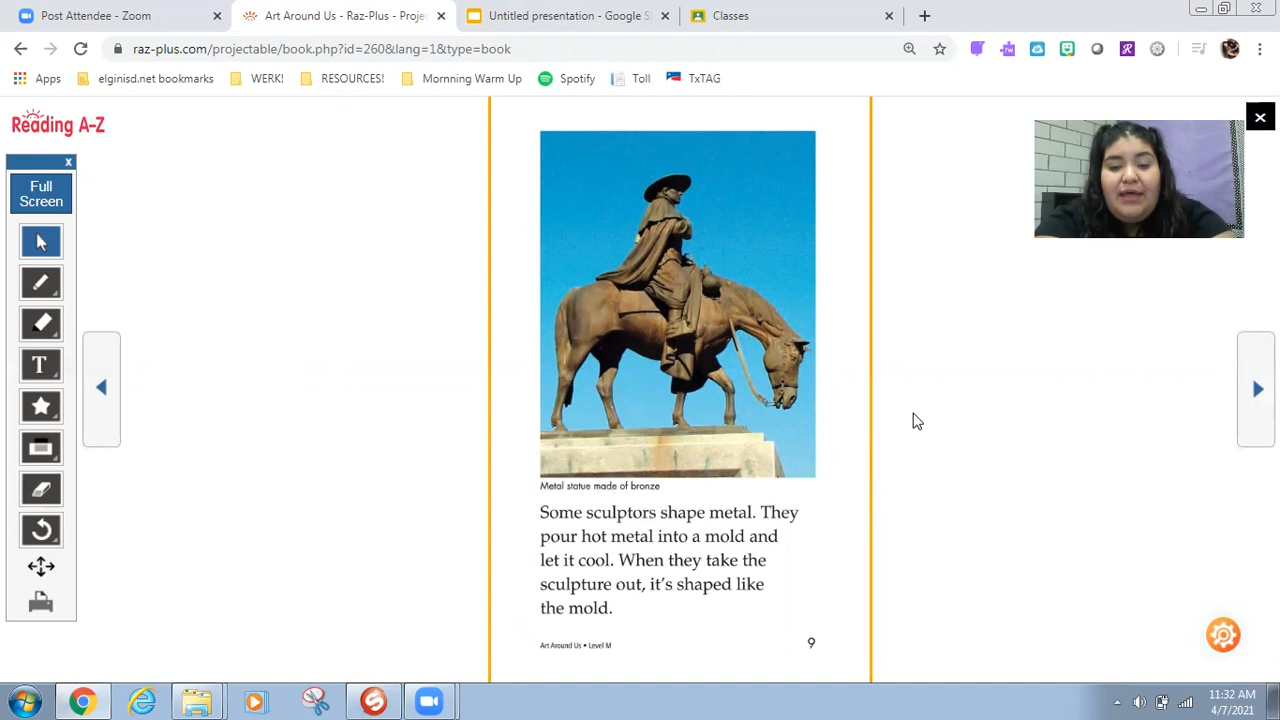 Post Attendee - Zoom
Art Around Us - Raz-Plus - Proje
Untitled presentation - Google S
Classes
raz-plus.com/projectable/book.php?id=260&lang=1&type=book
Apps
elginisd.net bookmarks
WERK!
RESOURCES!
Mornming Warm Up
Spotify
Toll
TxTAG
Reading A-Z
x
Full
Screen
T
Metal statue made of bronze
Some sculptors shape metal. They
pour hot metal into a mold and
let it cool. When they take the
sculpture out, it's shaped like
the mold.
Art Around Us • Level M
9
11:32 AM
4/7/2021